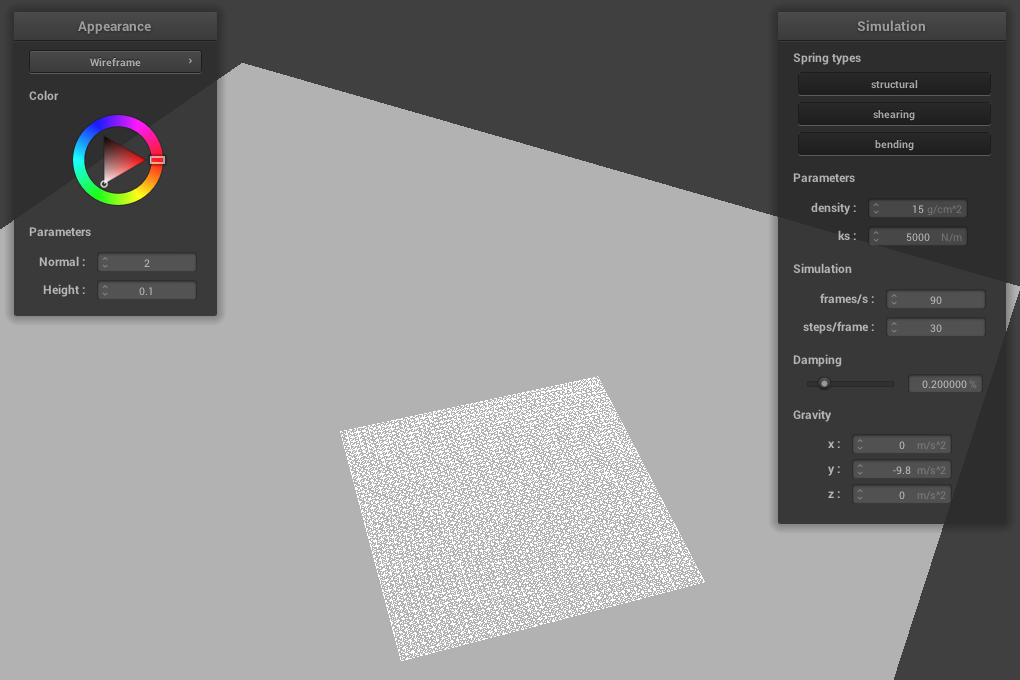 Appearance
Wireframe ›
Color
Parameters
Normal : 2
Height : 0.1
Simulation
Spring types
structural
shearing
bending
Parameters
density : 15 g/cm^2
ks : 5000 N/m
Simulation
frames/s : 90
steps/frame : 30
Damping
0.200000 %
Gravity
x : 0 m/s^2
y : -9.8 m/s^2
z : 0 m/s^2